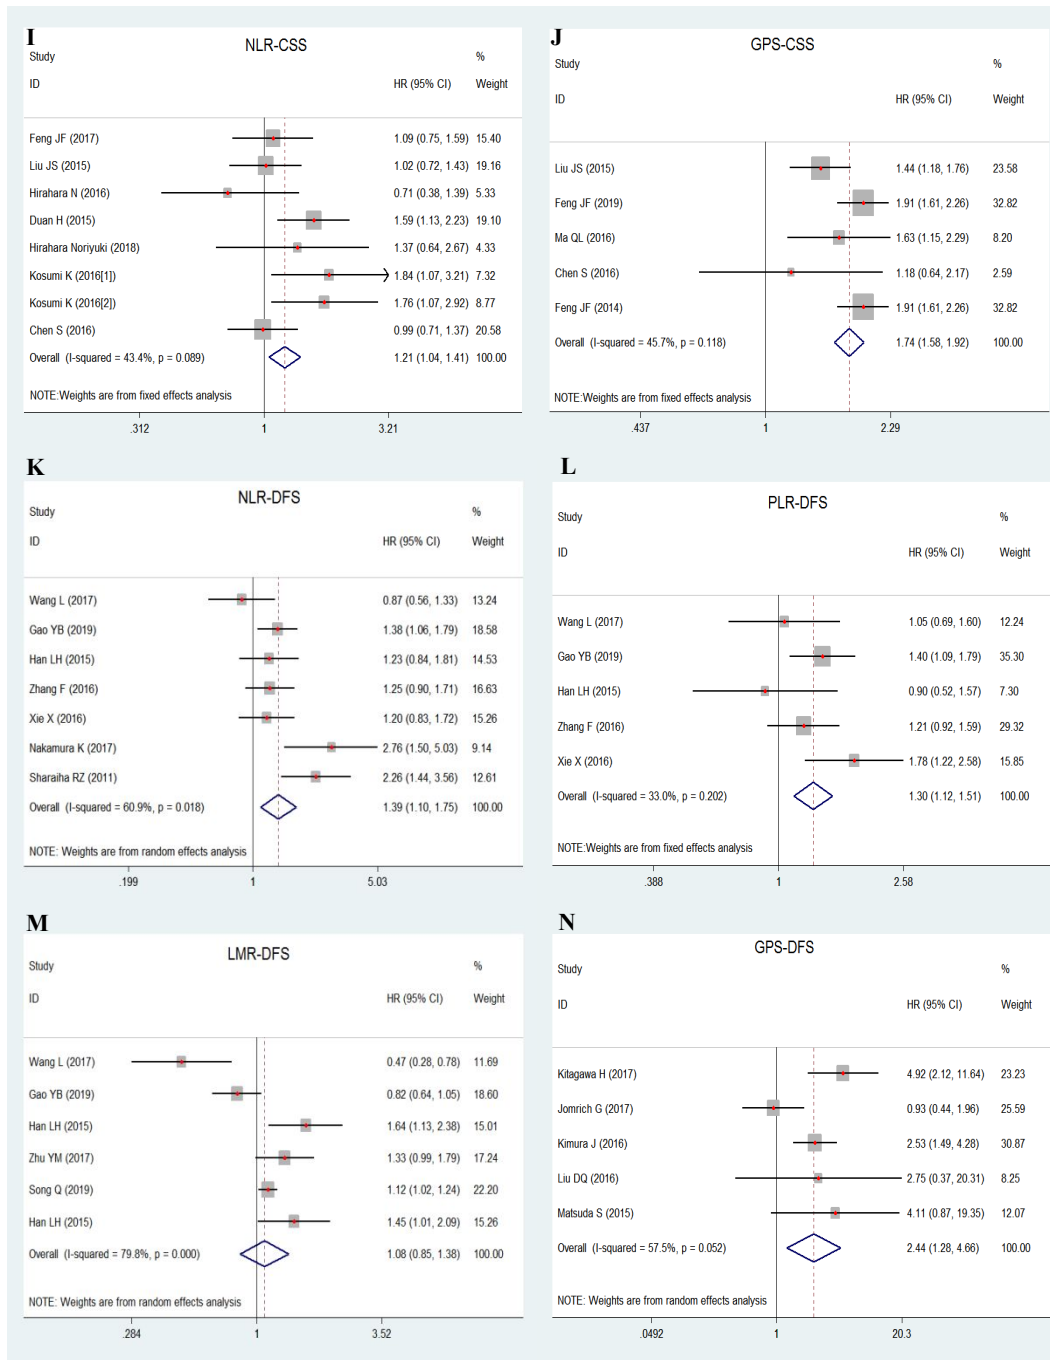 I
NLR-CSS
Study %
ID HR (95% CI) Weight
Feng JF (2017) 1.09 (0.75, 1.59) 15.40
Liu JS (2015) 1.02 (0.72, 1.43) 19.16
Hirahara N (2016) 0.71 (0.38, 1.39) 5.33
Duan H (2015) 1.59 (1.13, 2.23) 19.10
Hirahara Noriyuki (2018) 1.37 (0.64, 2.67) 4.33
Kosumi K (2016[1]) 1.84 (1.07, 3.21) 7.32
Kosumi K (2016[2]) 1.76 (1.07, 2.92) 8.77
Chen S (2016) 0.99 (0.71, 1.37) 20.58
Overall (I-squared = 43.4%, p = 0.089) 1.21 (1.04, 1.41) 100.00
NOTE:Weights are from fixed effects analysis
.312 1 3.21
J
GPS-CSS
Study %
ID HR (95% CI) Weight
Liu JS (2015) 1.44 (1.18, 1.76) 23.58
Feng JF (2019) 1.91 (1.61, 2.26) 32.82
Ma QL (2016) 1.63 (1.15, 2.29) 8.20
Chen S (2016) 1.18 (0.64, 2.17) 2.59
Feng JF (2014) 1.91 (1.61, 2.26) 32.82
Overall (I-squared = 45.7%, p = 0.118) 1.74 (1.58, 1.92) 100.00
NOTE:Weights are from fixed effects analysis
.437 1 2.29
K
NLR-DFS
Study %
ID HR (95% CI) Weight
Wang L (2017) 0.87 (0.56, 1.33) 13.24
Gao YB (2019) 1.38 (1.06, 1.79) 18.58
Han LH (2015) 1.23 (0.84, 1.81) 14.53
Zhang F (2016) 1.25 (0.90, 1.71) 16.63
Xie X (2016) 1.20 (0.83, 1.72) 15.26
Nakamura K (2017) 2.76 (1.50, 5.03) 9.14
Sharaiha RZ (2011) 2.26 (1.44, 3.56) 12.61
Overall (I-squared = 60.9%, p = 0.018) 1.39 (1.10, 1.75) 100.00
NOTE: Weights are from random effects analysis
.199 1 5.03
L
PLR-DFS
Study %
ID HR (95% CI) Weight
Wang L (2017) 1.05 (0.69, 1.60) 12.24
Gao YB (2019) 1.40 (1.09, 1.79) 35.30
Han LH (2015) 0.90 (0.52, 1.57) 7.30
Zhang F (2016) 1.21 (0.92, 1.59) 29.32
Xie X (2016) 1.78 (1.22, 2.58) 15.85
Overall (I-squared = 33.0%, p = 0.202) 1.30 (1.12, 1.51) 100.00
NOTE:Weights are from fixed effects analysis
.388 1 2.58
M
LMR-DFS
Study %
ID HR (95% CI) Weight
Wang L (2017) 0.47 (0.28, 0.78) 11.69
Gao YB (2019) 0.82 (0.64, 1.05) 18.60
Han LH (2015) 1.64 (1.13, 2.38) 15.01
Zhu YM (2017) 1.33 (0.99, 1.79) 17.24
Song Q (2019) 1.12 (1.02, 1.24) 22.20
Han LH (2015) 1.45 (1.01, 2.09) 15.26
Overall (I-squared = 79.8%, p = 0.000) 1.08 (0.85, 1.38) 100.00
NOTE: Weights are from random effects analysis
.284 1 3.52
N
GPS-DFS
Study %
ID HR (95% CI) Weight
Kitagawa H (2017) 4.92 (2.12, 11.64) 23.23
Jomrich G (2017) 0.93 (0.44, 1.96) 25.59
Kimura J (2016) 2.53 (1.49, 4.28) 30.87
Liu DQ (2016) 2.75 (0.37, 20.31) 8.25
Matsuda S (2015) 4.11 (0.87, 19.35) 12.07
Overall (I-squared = 57.5%, p = 0.052) 2.44 (1.28, 4.66) 100.00
NOTE: Weights are from random effects analysis
.0492 1 20.3